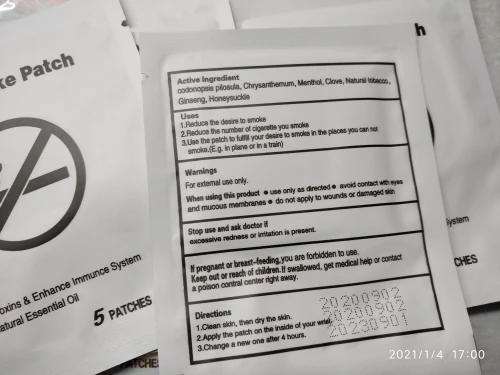 ke Patch
h
Active Ingredient
codonopsis pilosula, Chrysanthemum, Menthol, Clove, Natural tobacco,
Ginseng, Honeysuckle
Uses
1.Reduce the desire to smoke
2.Reduce the number of cigarette you smoke
3.Use the patch to fulfill your desire to smoke in the places you can not
smoke,(E.g. in plane or in a train)
Warnings
For external use only.
When using this product ● use only as directed ● avoid contact with eyes
and mucous membranes ● do not apply to wounds or damaged skin
Stop use and ask doctor if
excessive redness or irritation is present.
If pregnant or breast-feeding,you are forbidden to use.
Keep out or reach of children.If swallowed, get medical help or contact
a poison contral center right away.
Directions
1.Clean skin, then dry the skin.
2.Apply the patch on the inside of your wrist.
3.Change a new one after 4 hours.
20200902
20200902
20230901
oxins & Enhance Immunce System
atural Essential Oil
5 PATCHES
ystem
CHES
PATCHES
2021/1/4 17:00